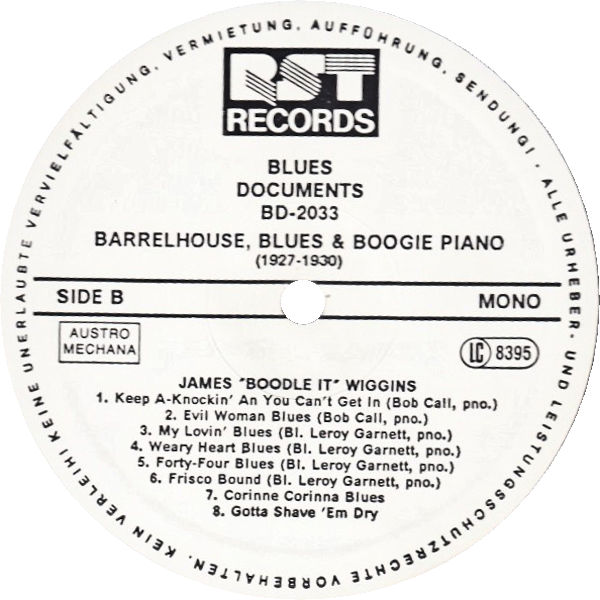 ALLE URHEBER- UND LEISTUNGSSCHUTZRECHTE VORBEHALTEN. KEIN VERLEIH! KEINE UNERLAUBTE VERVIELFÄLTIGUNG, VERMIETUNG, AUFFÜHRUNG, SENDUNG! ·
RST
RECORDS
BLUES
DOCUMENTS
BD-2033
BARRELHOUSE, BLUES & BOOGIE PIANO
(1927-1930)
SIDE B
MONO
AUSTRO
MECHANA
LC 8395
JAMES "BOODLE IT" WIGGINS
1. Keep A-Knockin' An You Can't Get In (Bob Call, pno.)
2. Evil Woman Blues (Bob Call, pno.)
3. My Lovin' Blues (Bl. Leroy Garnett, pno.)
4. Weary Heart Blues (Bl. Leroy Garnett, pno.)
5. Forty-Four Blues (Bl. Leroy Garnett, pno.)
6. Frisco Bound (Bl. Leroy Garnett, pno.)
7. Corinne Corinna Blues
8. Gotta Shave 'Em Dry